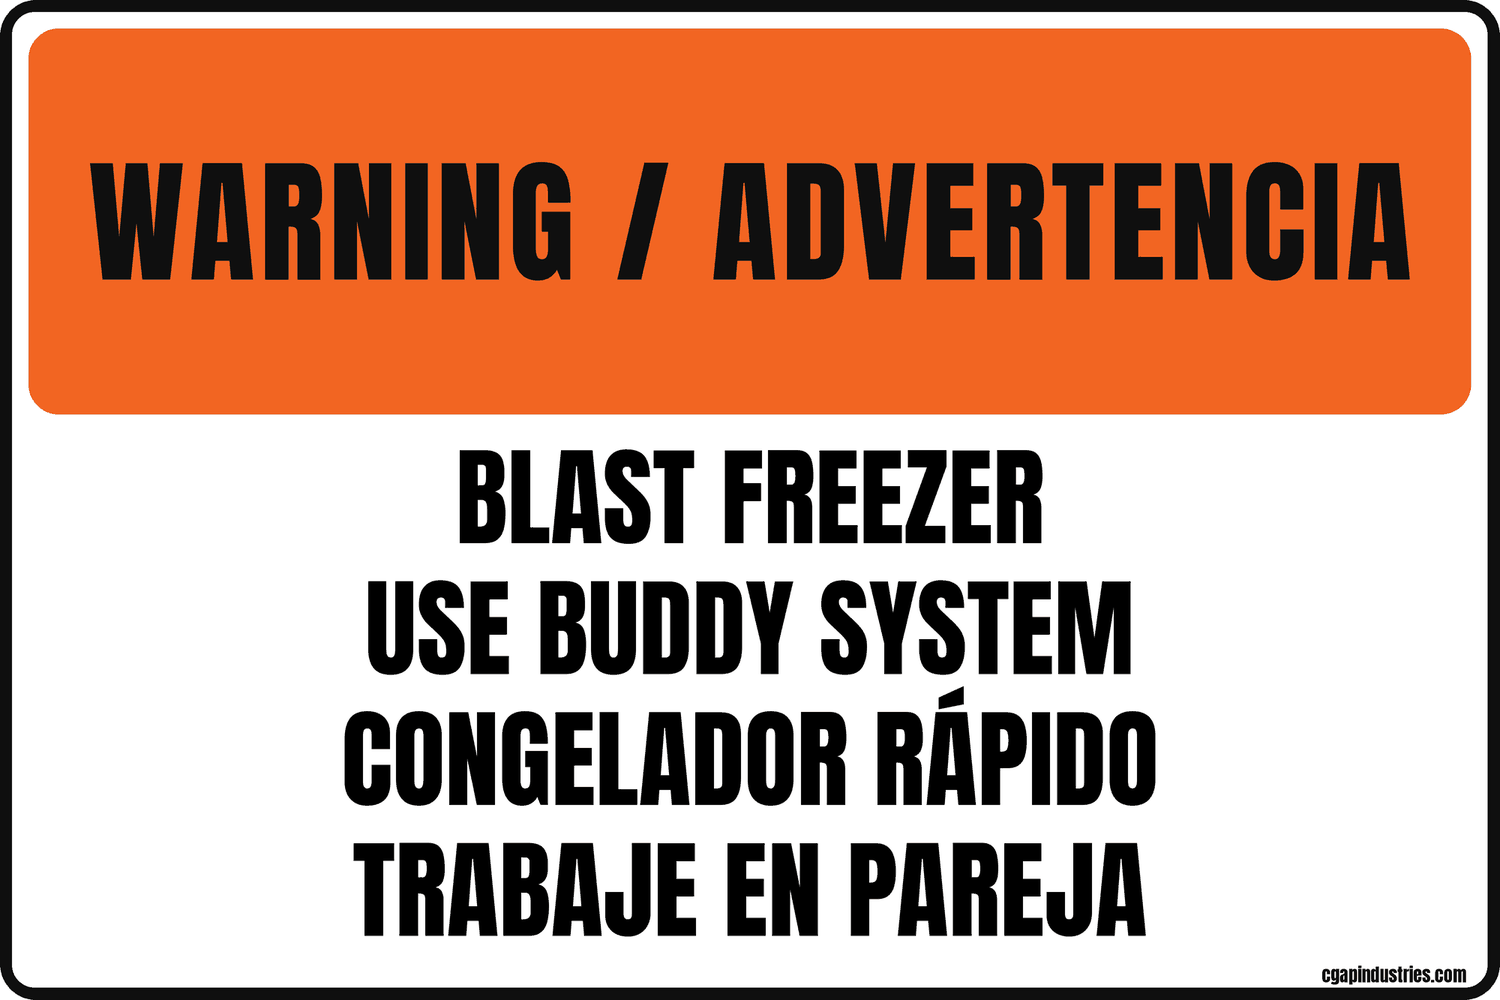 WARNING / ADVERTENCIA
BLAST FREEZER
USE BUDDY SYSTEM
CONGELADOR RÁPIDO
TRABAJE EN PAREJA
cgapindustries.com